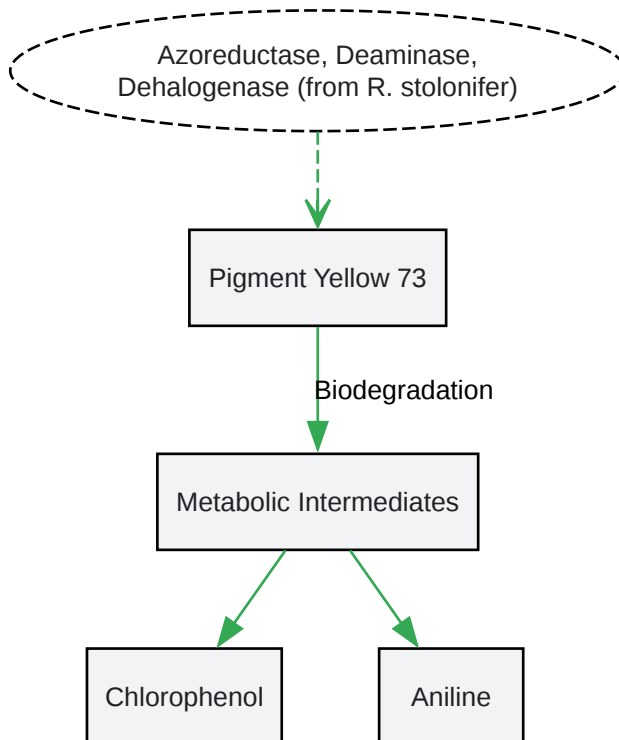 Azoreductase, Deaminase,
Dehalogenase (from R. stolonifer)
Pigment Yellow 73
Biodegradation
Metabolic Intermediates
Chlorophenol
Aniline